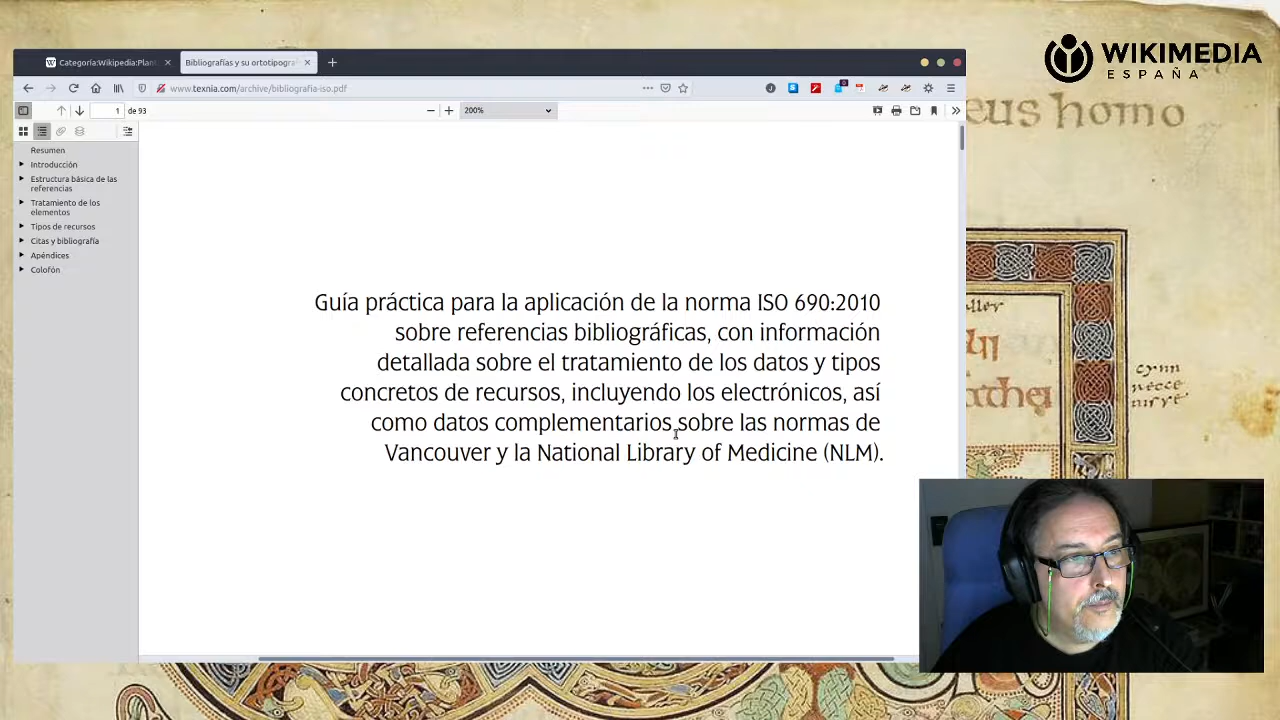 WIKIMEDIA
ESPAÑA
Categoría:Wikipedia:Plan
Bibliografías y su ortotipogra
www.texnia.com/archive/bibliografia-iso.pdf
1 de 93
200%
Resumen
Introducción
Estructura básica de las
referencias
Tratamiento de los
elementos
Tipos de recursos
Citas y bibliografía
Apéndices
Colofón
Guía práctica para la aplicación de la norma ISO 690:2010
sobre referencias bibliográficas, con información
detallada sobre el tratamiento de los datos y tipos
concretos de recursos, incluyendo los electrónicos, así
como datos complementarios sobre las normas de
Vancouver y la National Library of Medicine (NLM).
eus homo